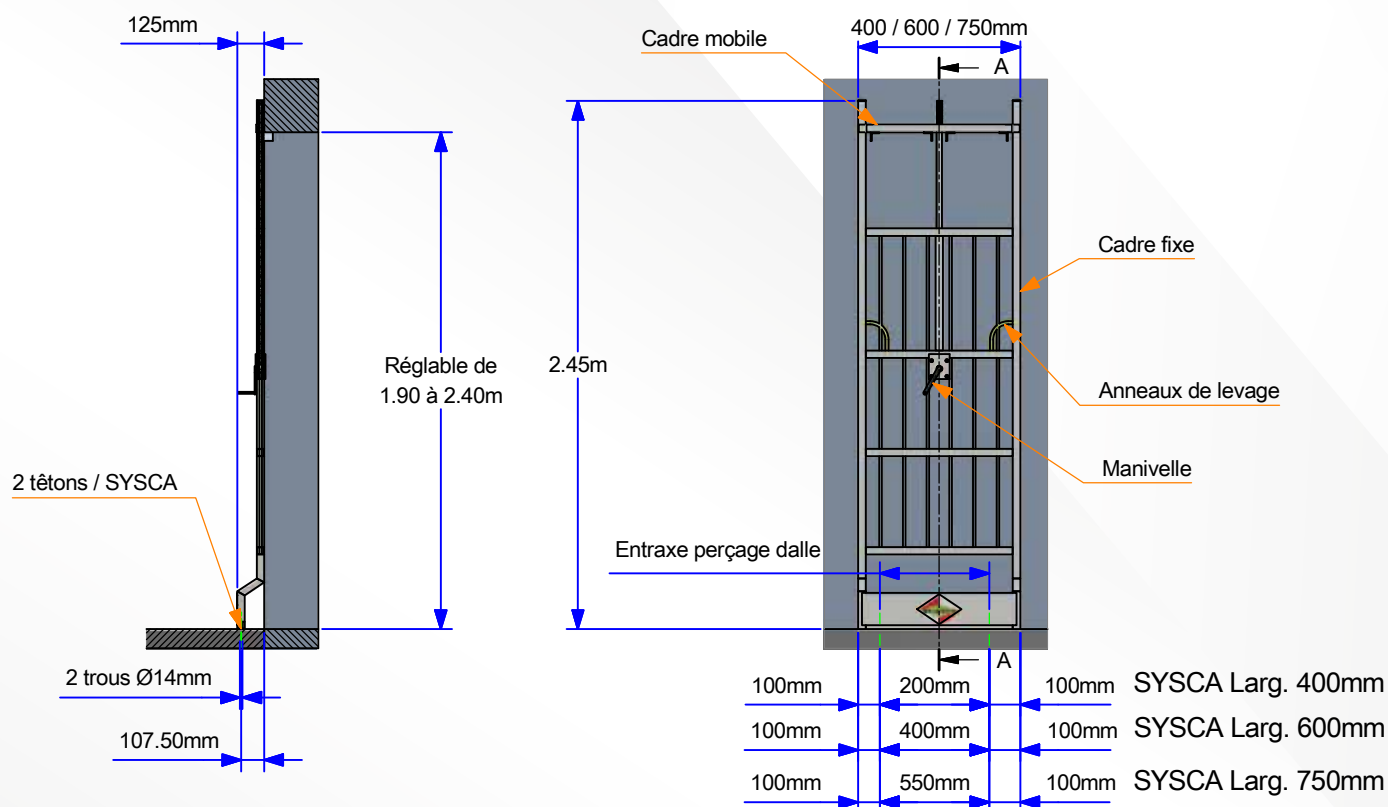 125mm
400 / 600 / 750mm
Cadre mobile
A
Cadre fixe
2.45m
Réglable de
1.90 à 2.40m
Anneaux de levage
Manivelle
2 têtons / SYSCA
Entraxe perçage dalle
A
2 trous Ø14mm
100mm 200mm 100mm SYSCA Larg. 400mm
107.50mm
100mm 400mm 100mm SYSCA Larg. 600mm
100mm 550mm 100mm SYSCA Larg. 750mm